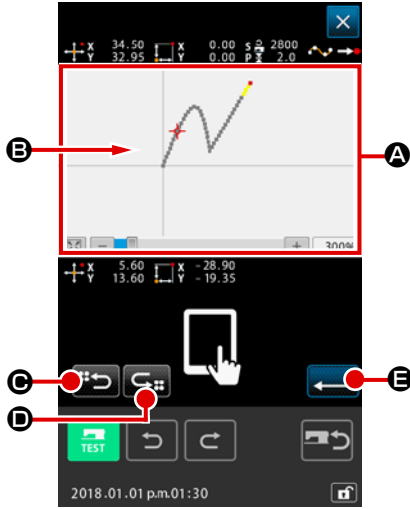 X 34.50 X 0.00 S 2800
Y 32.95 Y 0.00 P 2.0
A
B
300%
X 5.60 X -28.90
Y 13.60 Y -19.35
C
E
D
TEST
2018.01.01 p.m.01:30